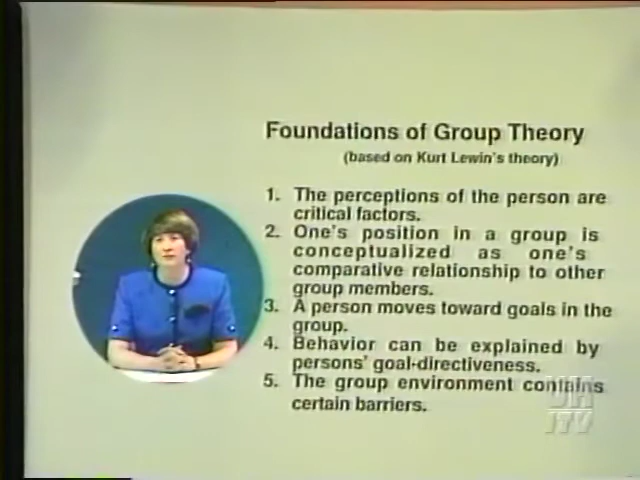 Foundations of Group Theory
(based on Kurt Lewin's theory)
1. The perceptions of the person are
critical factors.
2. One's position in a group is
conceptualized as one's
comparative relationship to other
group members.
3. A person moves toward goals in the
group.
4. Behavior can be explained by
persons' goal-directiveness.
5. The group environment contains
certain barriers.
UH
ITV